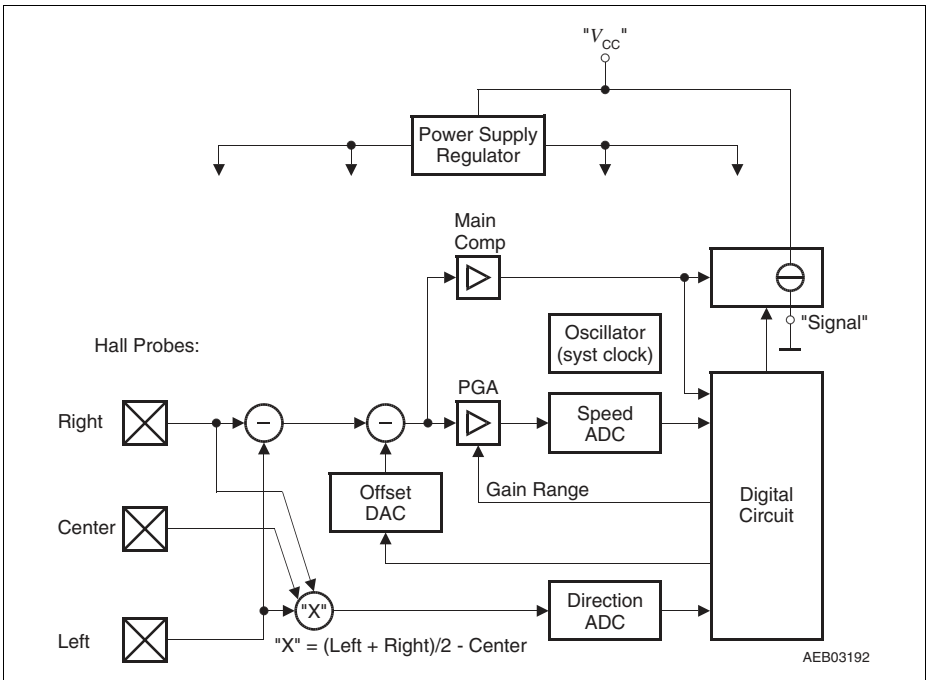 "VCC"
Power Supply
Regulator
Main
Comp
"Signal"
Oscillator
(syst clock)
Hall Probes:
PGA
Right
Speed
ADC
Gain Range
Offset
DAC
Digital
Circuit
Center
"X"
Direction
ADC
Left
"X" = (Left + Right)/2 - Center
AEB03192